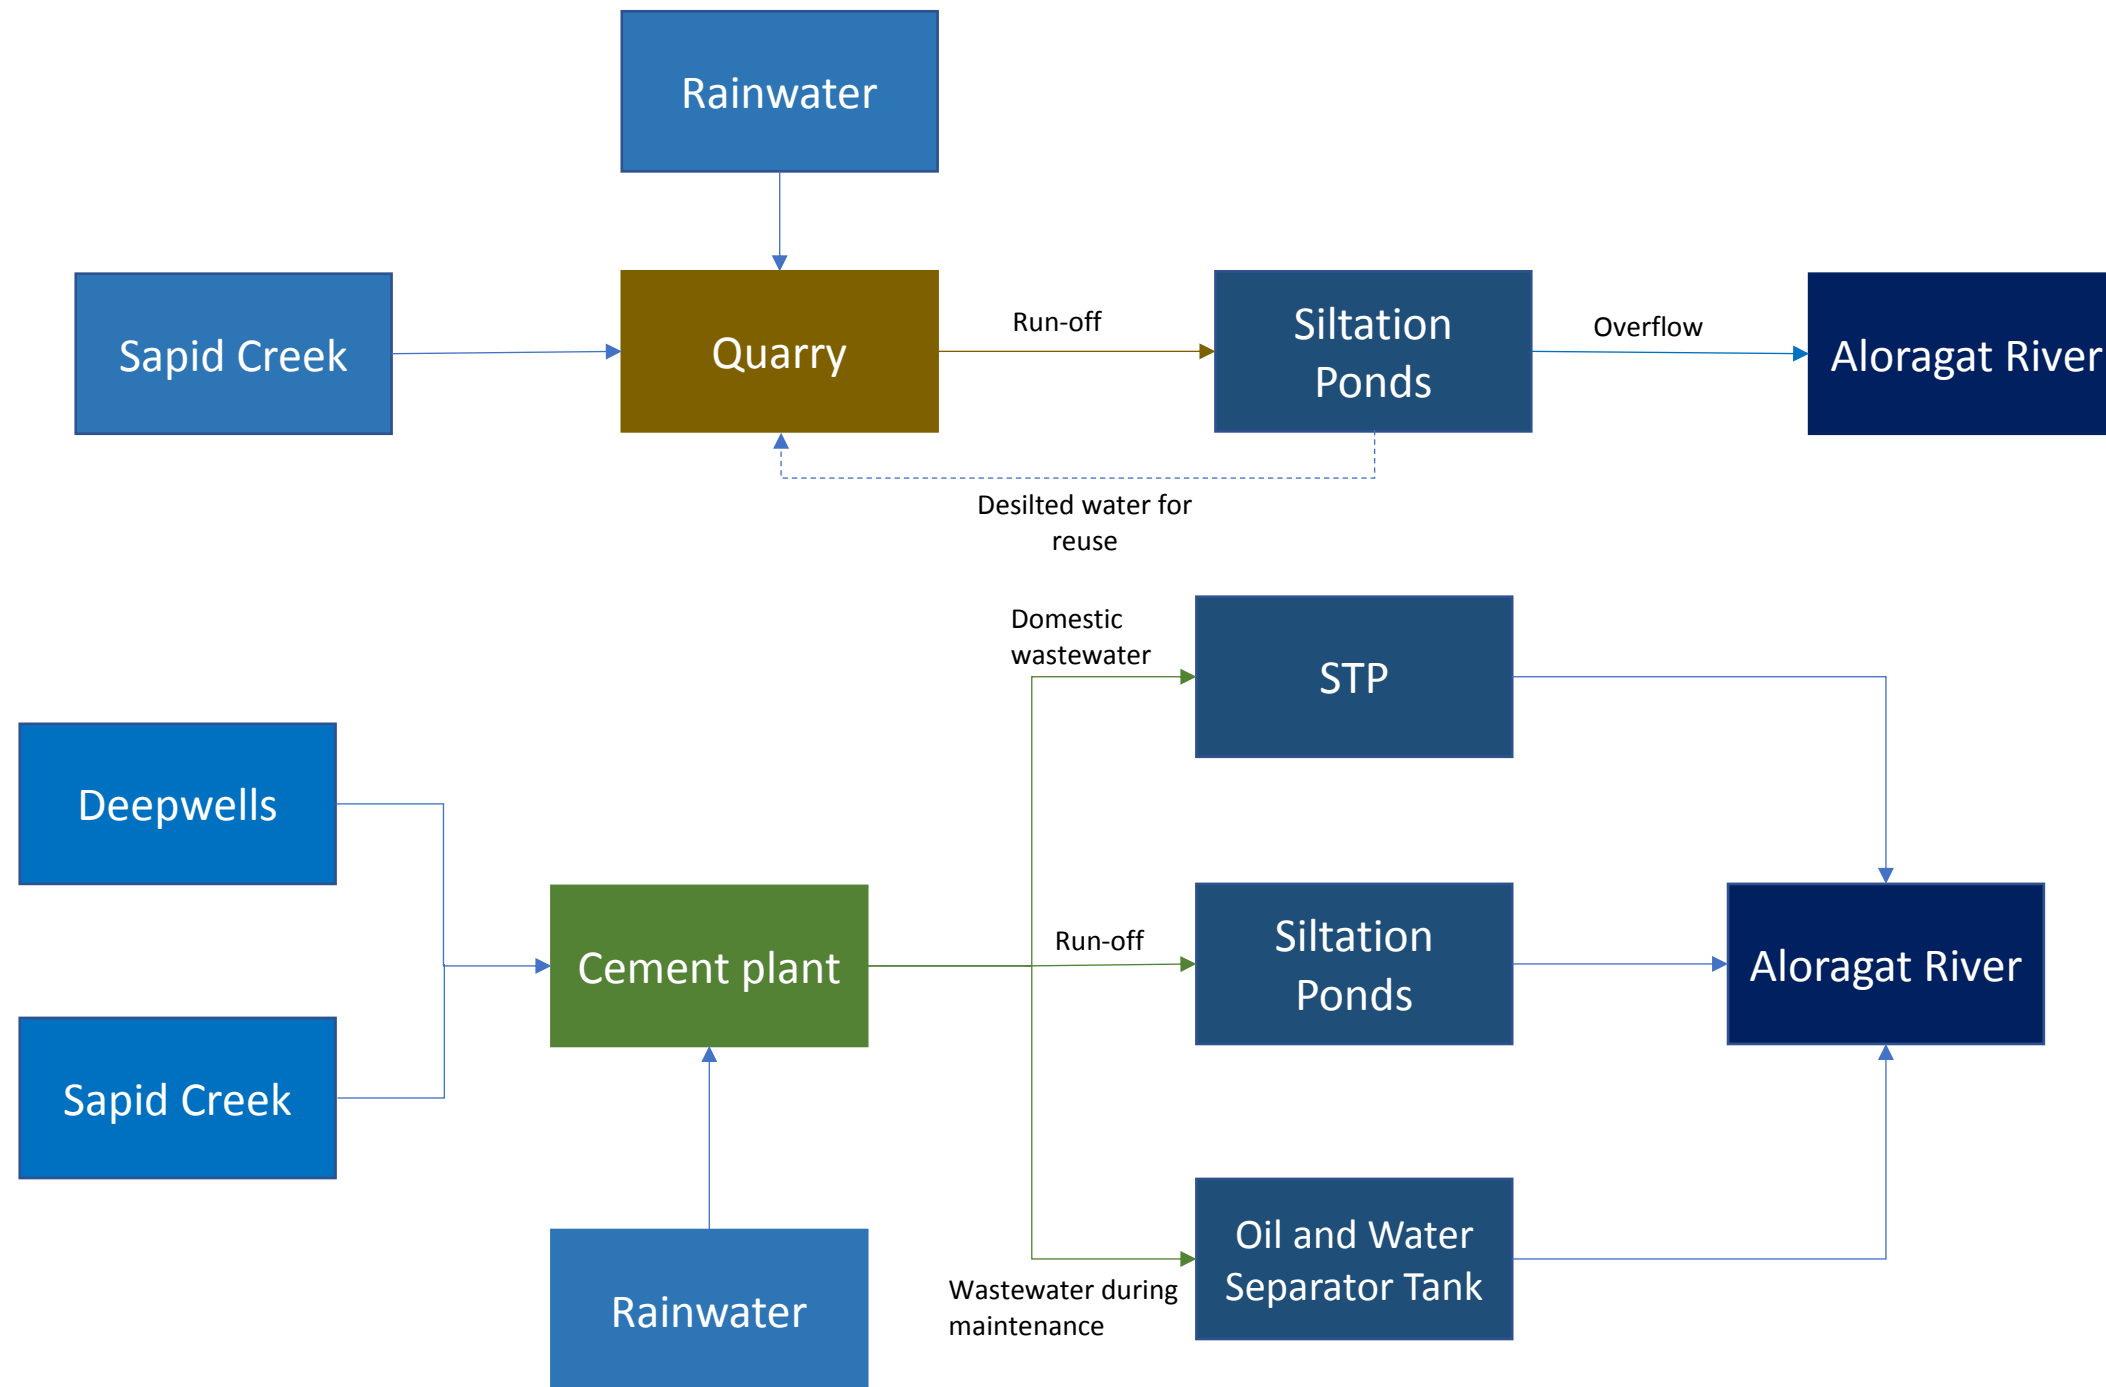 Rainwater
Sapid Creek
Quarry
Run-off
Siltation
Ponds
Overflow
Aloragat River
Desilted water for
reuse
Domestic
wastewater
STP
Deepwells
Cement plant
Run-off
Siltation
Ponds
Aloragat River
Sapid Creek
Rainwater
Wastewater during
maintenance
Oil and Water
Separator Tank